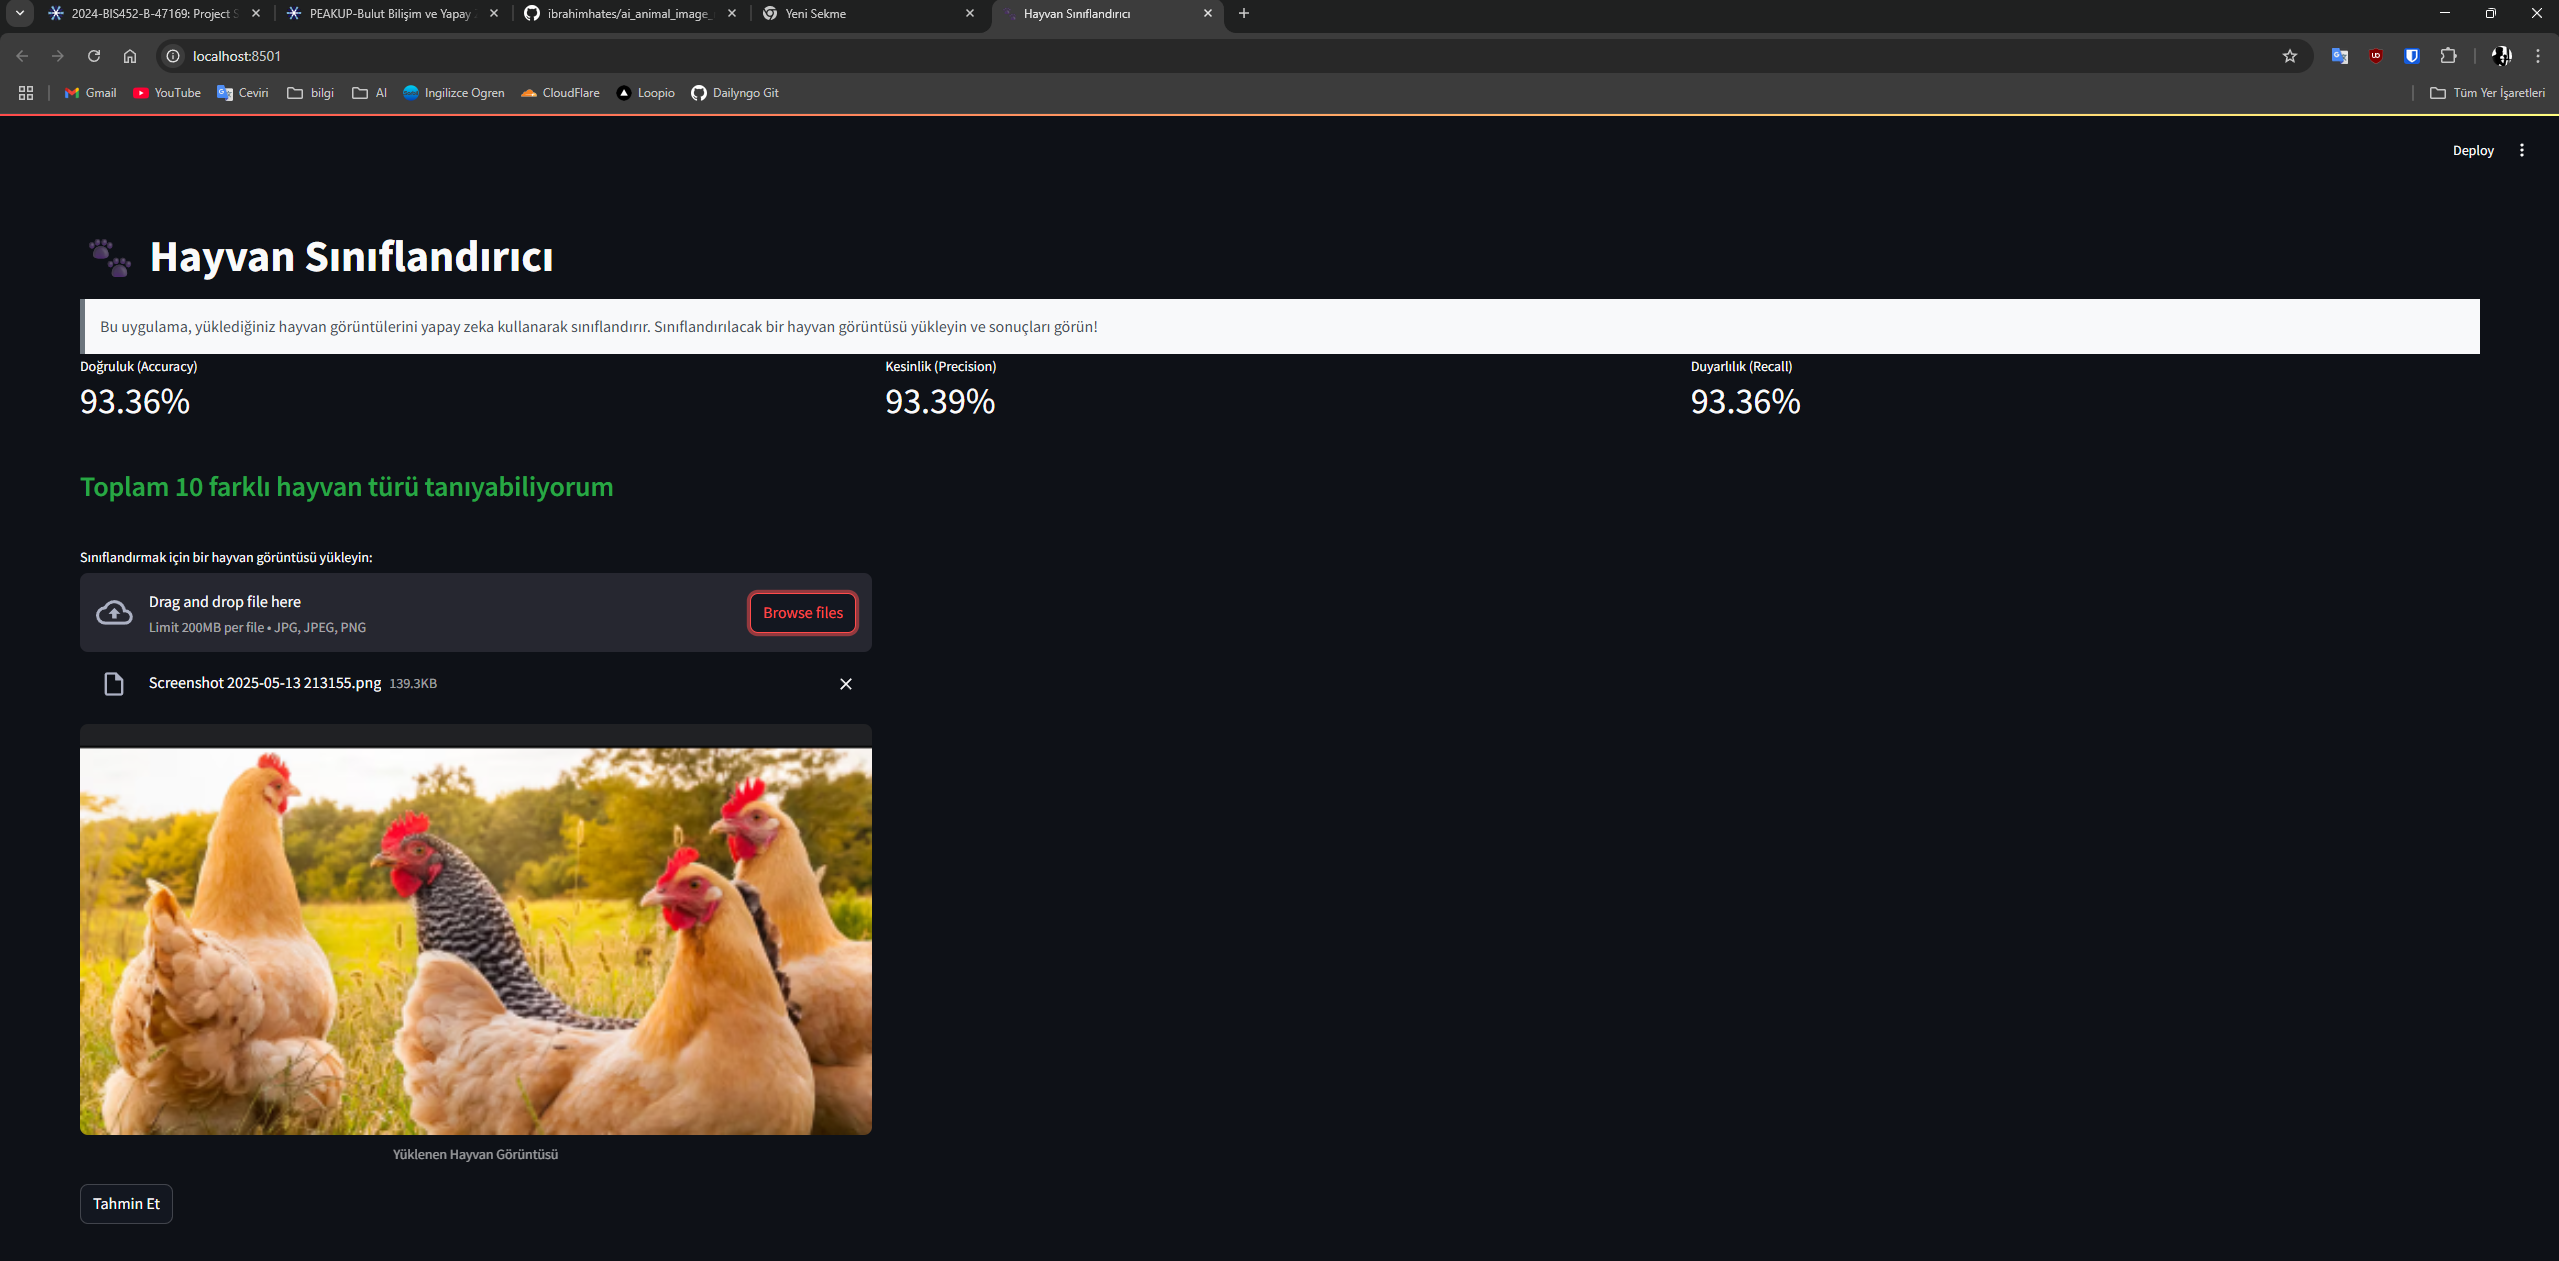 2024-BIS452-B-47169: Project S
PEAKUP-Bulut Bilişim ve Yapay
ibrahimhates/ai_animal_image_
Yeni Sekme
Hayvan Sınıflandırıcı
localhost:8501
Gmail
YouTube
Ceviri
bilgi
AI
Ingilizce Ogren
CloudFlare
Loopio
Dailyngo Git
Tüm Yer İşaretleri
Deploy
Hayvan Sınıflandırıcı
Bu uygulama, yüklediğiniz hayvan görüntülerini yapay zeka kullanarak sınıflandırır. Sınıflandırılacak bir hayvan görüntüsü yükleyin ve sonuçları görün!
Doğruluk (Accuracy)
93.36%
Kesinlik (Precision)
93.39%
Duyarlılık (Recall)
93.36%
Toplam 10 farklı hayvan türü tanıyabiliyorum
Sınıflandırmak için bir hayvan görüntüsü yükleyin:
Drag and drop file here
Limit 200MB per file • JPG, JPEG, PNG
Browse files
Screenshot 2025-05-13 213155.png 139.3KB
Yüklenen Hayvan Görüntüsü
Tahmin Et